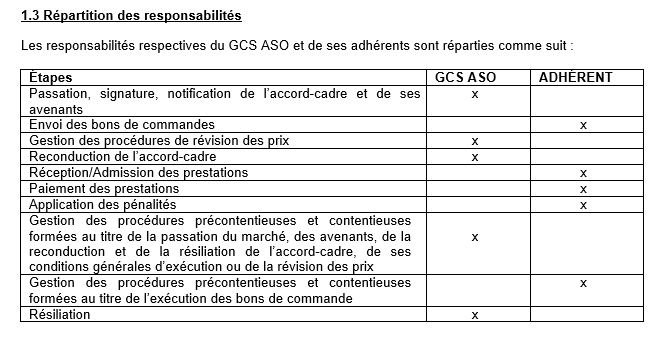 1.3 Répartition des responsabilités
Les responsabilités respectives du GCS ASO et de ses adhérents sont réparties comme suit :
Étapes GCS ASO ADHÉRENT
Passation, signature, notification de l'accord-cadre et de ses x
avenants
Envoi des bons de commandes x
Gestion des procédures de révision des prix x
Reconduction de l'accord-cadre x
Réception/Admission des prestations x
Paiement des prestations x
Application des pénalités x
Gestion des procédures précontentieuses et contentieuses
formées au titre de la passation du marché, des avenants, de la x
reconduction et de la résiliation de l'accord-cadre, de ses
conditions générales d'exécution ou de la révision des prix
Gestion des procédures précontentieuses et contentieuses x
formées au titre de l'exécution des bons de commande
Résiliation x